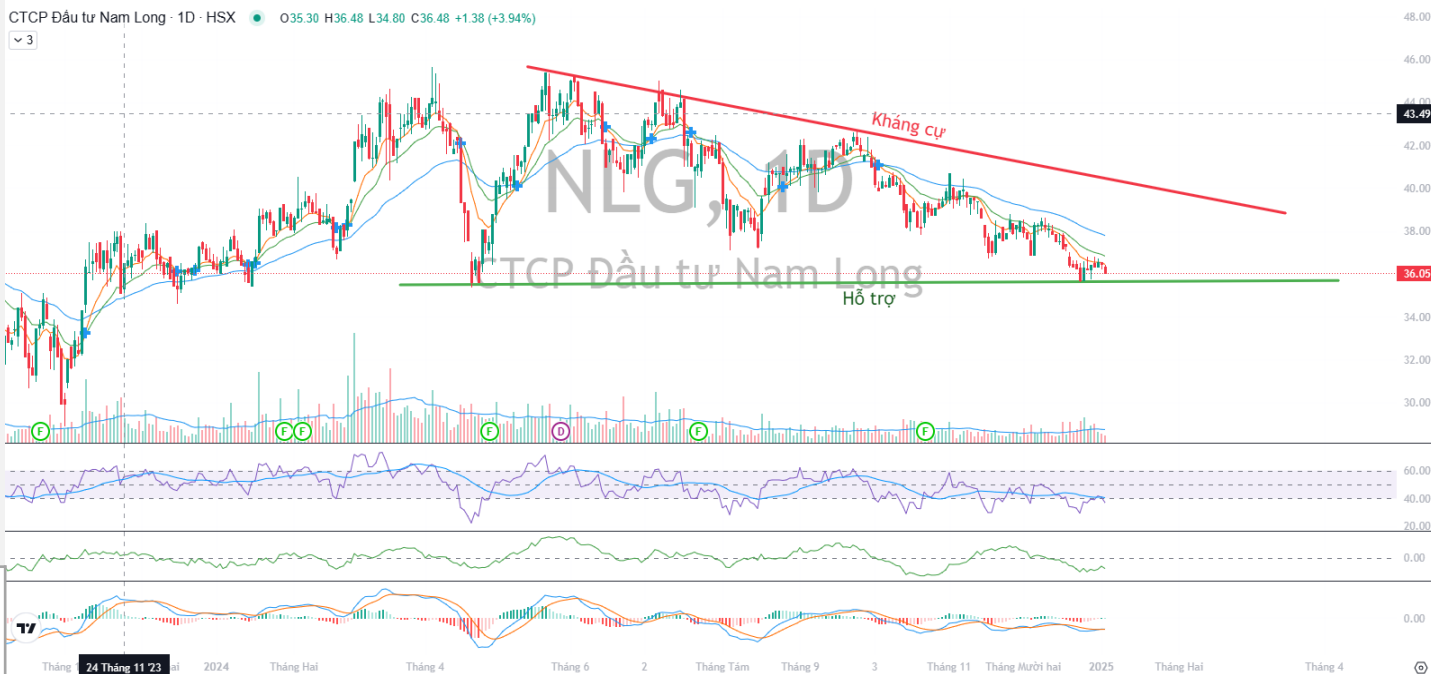 CTCP Đầu tư Nam Long · 1D · HSX O35.30 H36.48 L34.80 C36.48 +1.38 (+3.94%)
3
48.00
46.00
44.00
43.49
42.00
40.00
38.00
36.05
34.00
32.00
30.00
Kháng cự
NLG, 1D
CTCP Đầu tư Nam Long
Hỗ trợ
F
F
F
F
D
F
F
60.00
40.00
20.00
0.00
0.00
24 Tháng 11 '23
2024
Tháng Hai
Tháng 4
Tháng 6
2
Tháng Tám
Tháng 9
3
Tháng 11
Tháng Mười hai
2025
Tháng Hai
Tháng 4